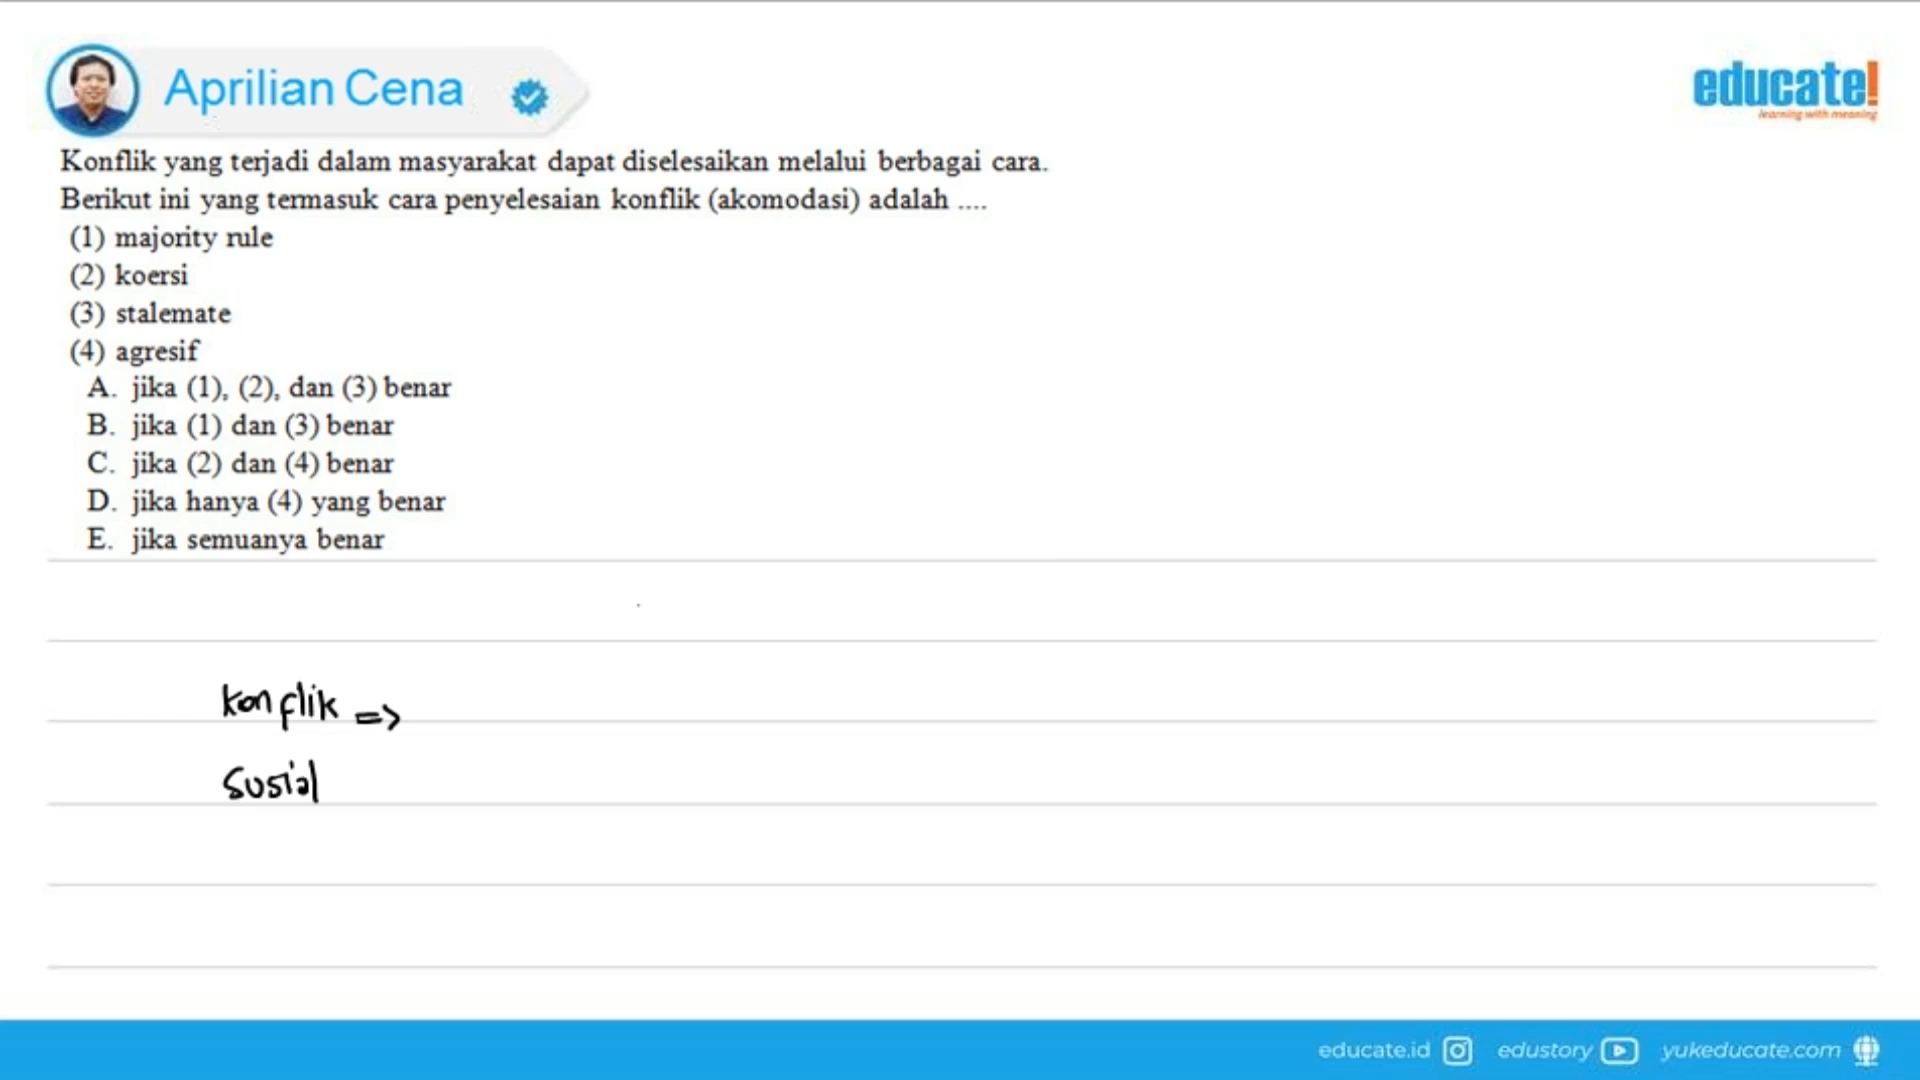 Aprilian Cena
educate!
learning with meaning
Konflik yang terjadi dalam masyarakat dapat diselesaikan melalui berbagai cara.
Berikut ini yang termasuk cara penyelesaian konflik (akomodasi) adalah ....
(1) majority rule
(2) koersi
(3) stalemate
(4) agresif
A. jika (1), (2), dan (3) benar
B. jika (1) dan (3) benar
C. jika (2) dan (4) benar
D. jika hanya (4) yang benar
E. jika semuanya benar
Konflik =>
Sosial
educate.id edustory yukeducate.com